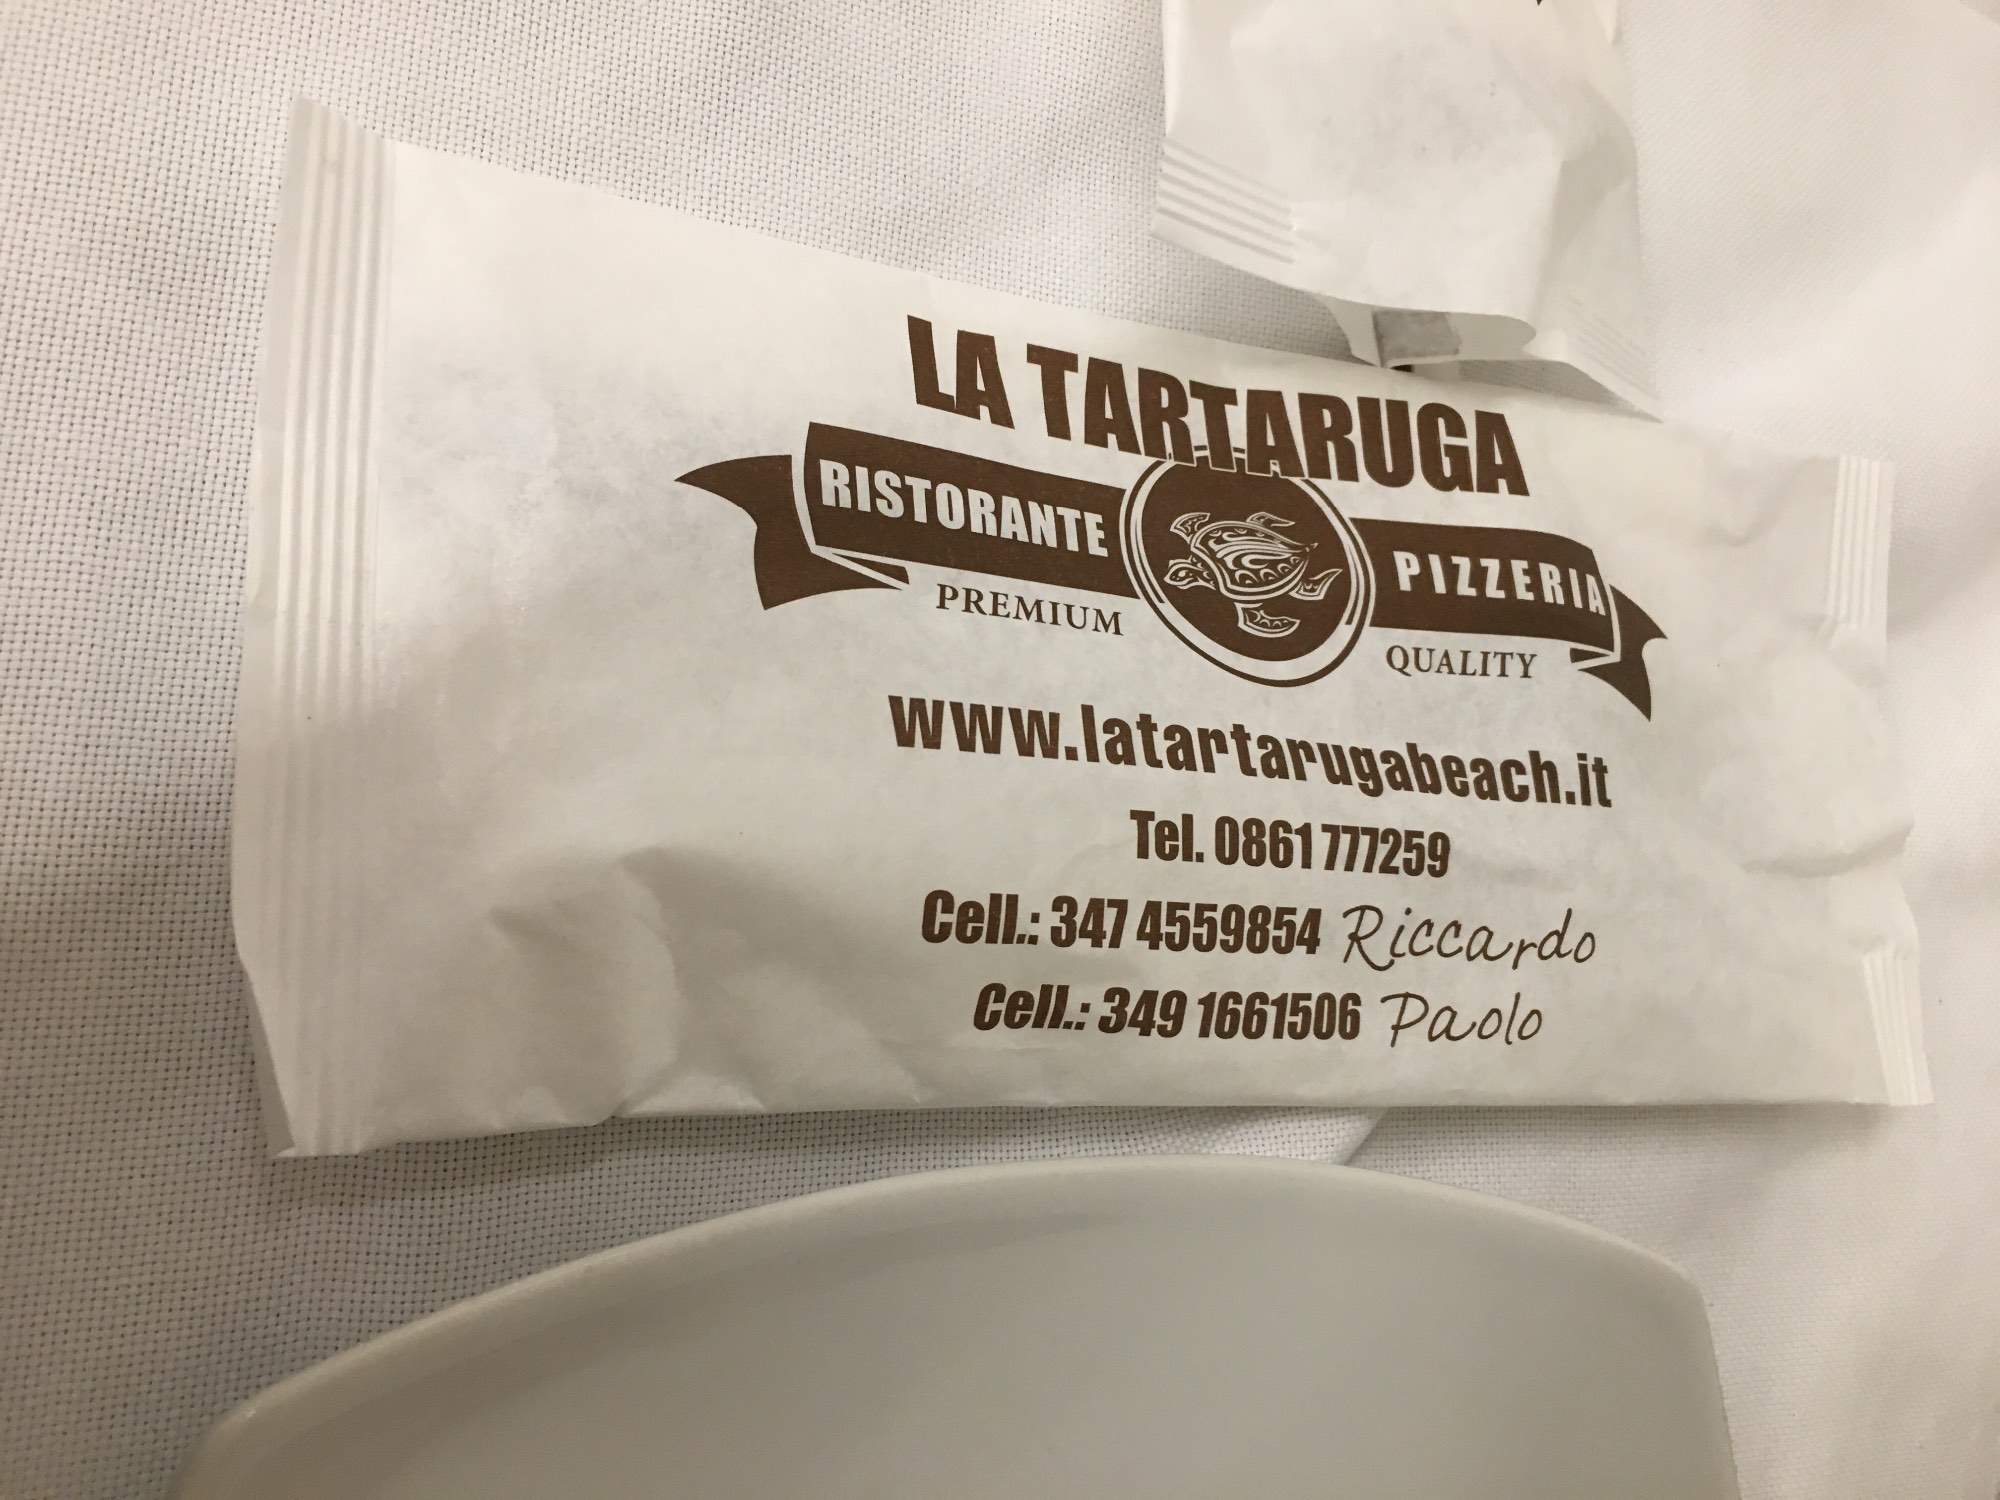 LA TARTARUGA
RISTORANTE PIZZERIA
PREMIUM QUALITY
www.latartarugabeach.it
Tel. 0861 777259
Cell.: 347 4559854 Riccardo
Cell.: 349 1661506 Paolo